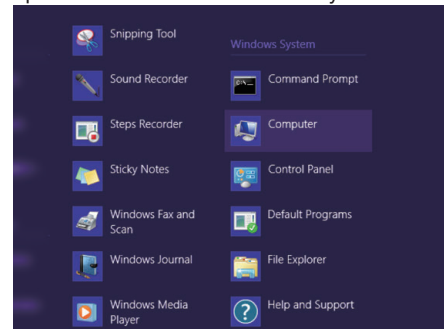 Snipping Tool
Sound Recorder
Steps Recorder
Sticky Notes
Windows Fax and
Scan
Windows Journal
Windows Media
Player
Windows System
Command Prompt
Computer
Control Panel
Default Programs
File Explorer
Help and Support